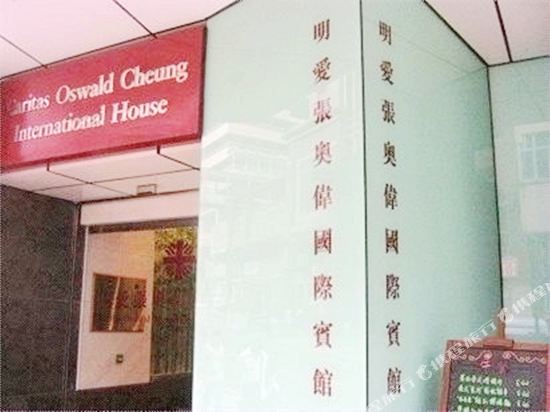 Caritas Oswald Cheung
International House
明愛張奧偉國際賓館
明愛張奧偉國際賓館